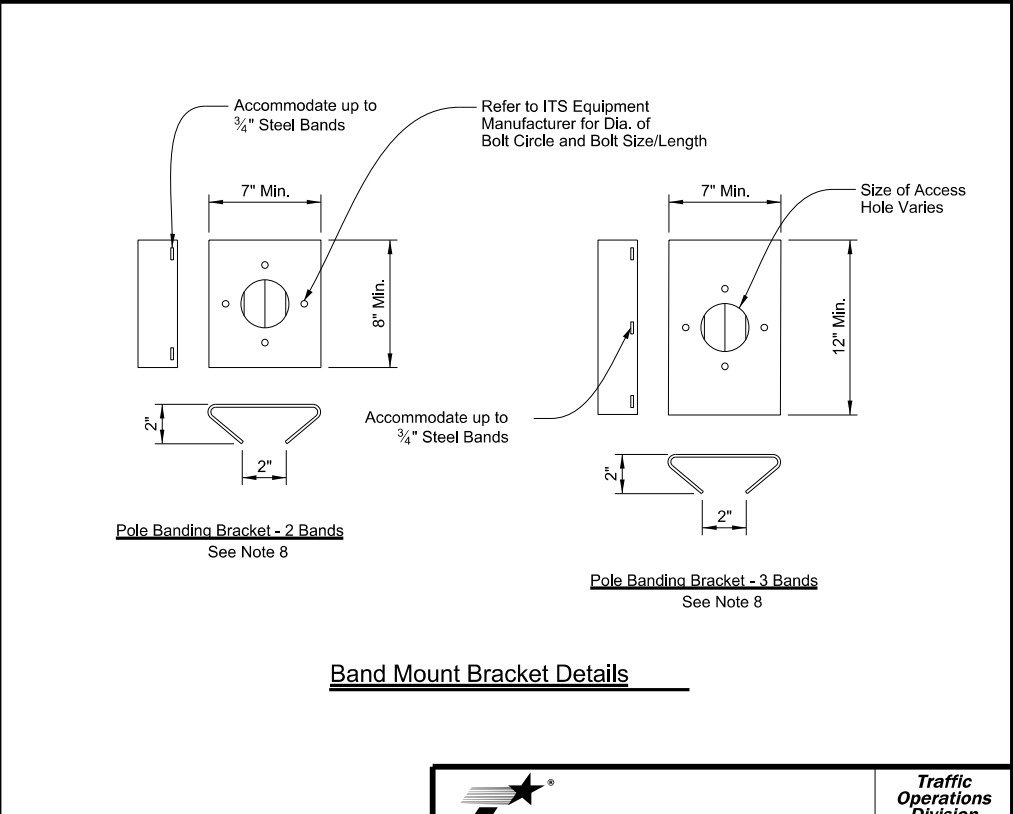 Accommodate up to
¾" Steel Bands
Refer to ITS Equipment
Manufacturer for Dia. of
Bolt Circle and Bolt Size/Length
7" Min.
8" Min.
2"
2"
Pole Banding Bracket - 2 Bands
See Note 8
7" Min.
Size of Access
Hole Varies
12" Min.
Accommodate up to
¾" Steel Bands
2"
2"
Pole Banding Bracket - 3 Bands
See Note 8
Band Mount Bracket Details
®
Traffic
Operations
Division